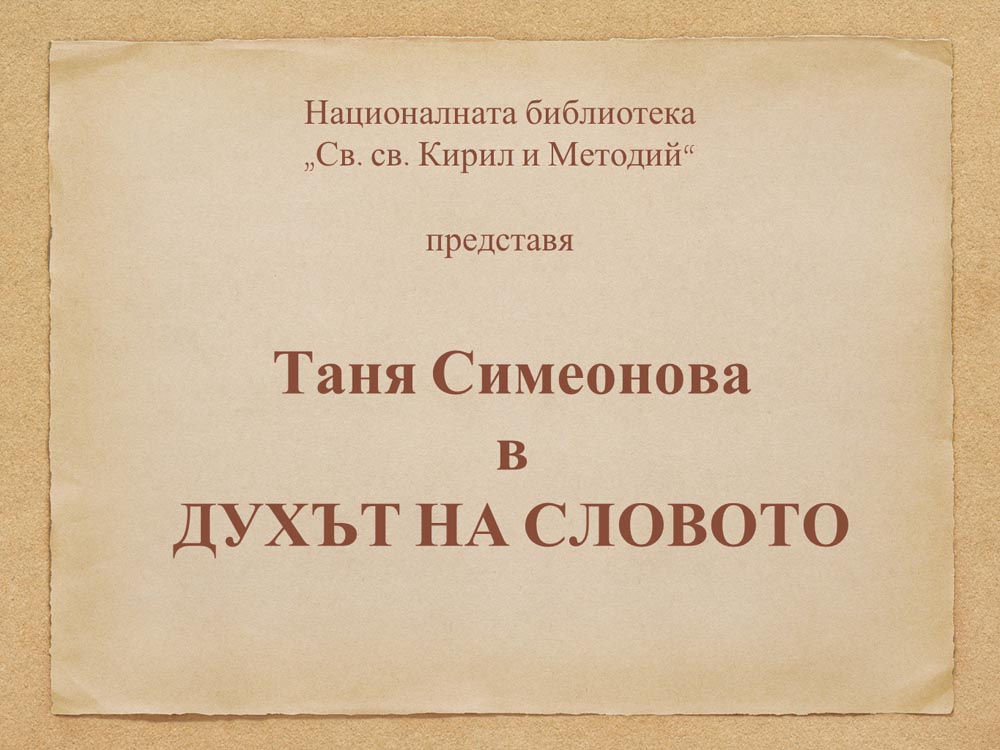 Националната библиотека
„Св. св. Кирил и Методий“
представя
Таня Симеонова
в
ДУХЪТ НА СЛОВОТО